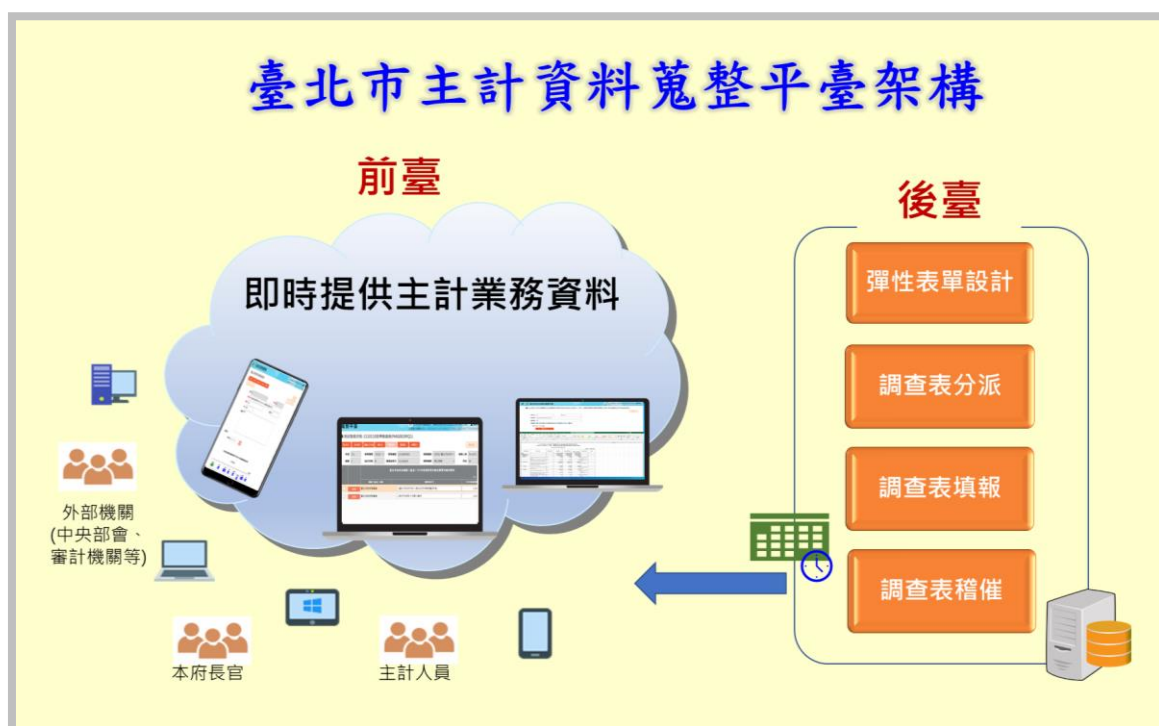 臺北市主計資料蒐整平臺架構
前臺
即時提供主計業務資料
外部機關
(中央部會、
審計機關等)
本府長官
主計人員
後臺
彈性表單設計
調查表分派
調查表填報
調查表稽催